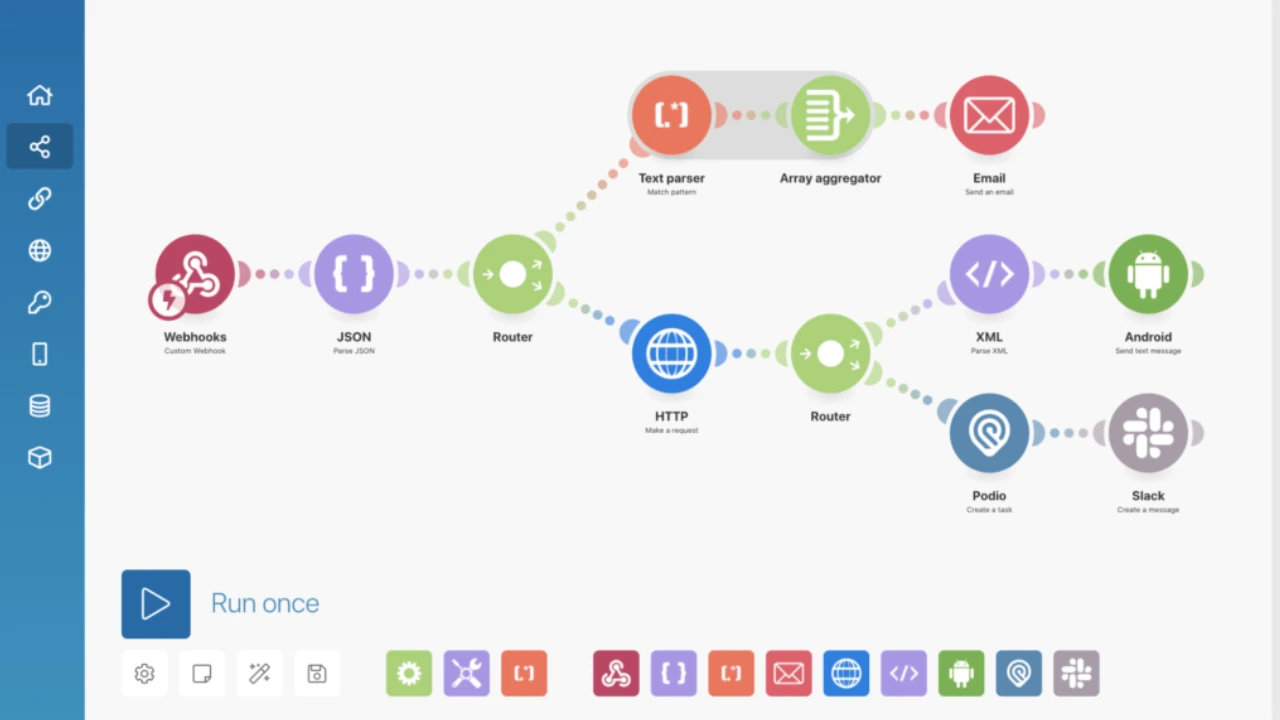 Text parser
Match pattern
Array aggregator
Email
Send an email
Webhooks
Custom Webhook
JSON
Parse JSON
Router
XML
Parse XML
Android
Send text message
HTTP
Make a request
Router
Podio
Create a task
Slack
Create a message
Run once